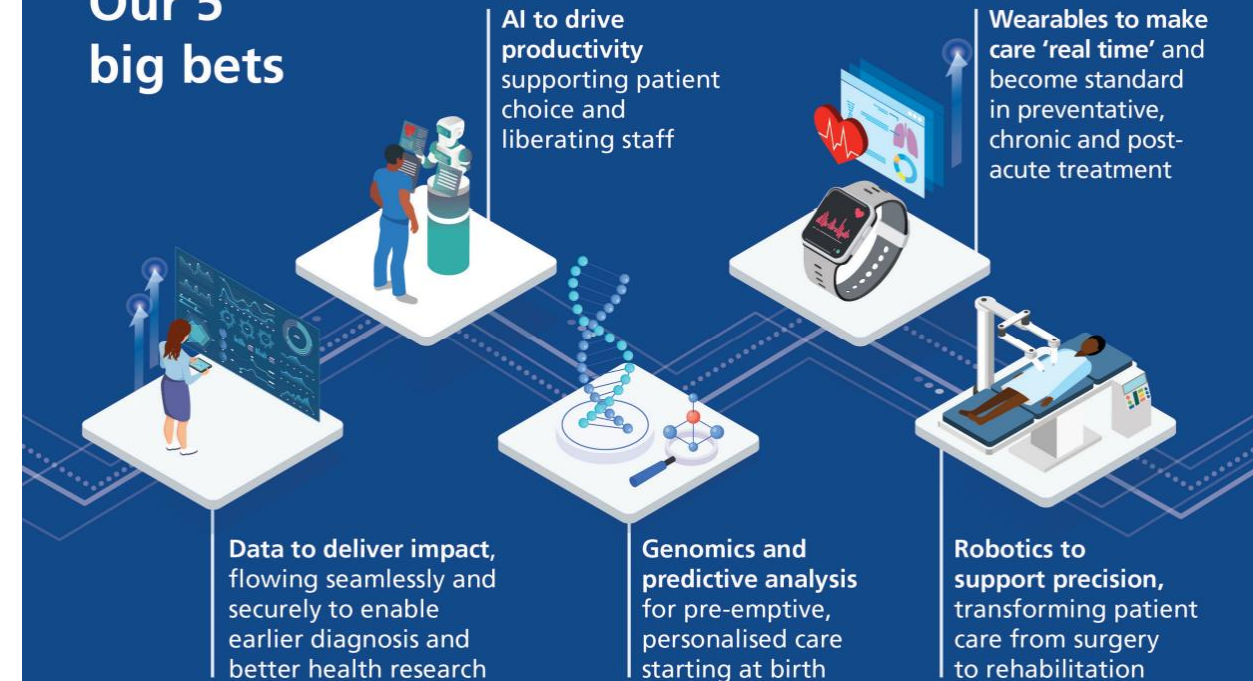 Our 5
big bets
AI to drive
productivity
supporting patient
choice and
liberating staff
Wearables to make
care ‘real time’ and
become standard
in preventative,
chronic and post-
acute treatment
Data to deliver impact,
flowing seamlessly and
securely to enable
earlier diagnosis and
better health research
Genomics and
predictive analysis
for pre-emptive,
personalised care
starting at birth
Robotics to
support precision,
transforming patient
care from surgery
to rehabilitation